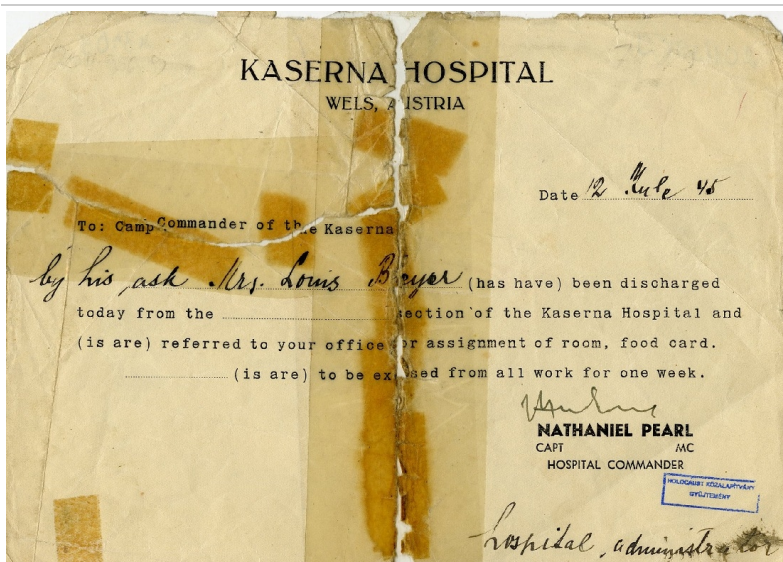 KASERNA HOSPITAL
WELS, AUSTRIA
Date 12 45
To: Camp Commander of the Kaserna
by his ask Mrs. Louis (has have) been discharged
today from the section of the Kaserna Hospital and
(is are) referred to your office for assignment of room, food card.
(is are) to be excused from all work for one week.
NATHANIEL PEARL
CAPT MC
HOSPITAL COMMANDER
HOLOCAUST KÖZALAPÍTVÁNY
GYŰJTEMÉNY
hospital, administrator